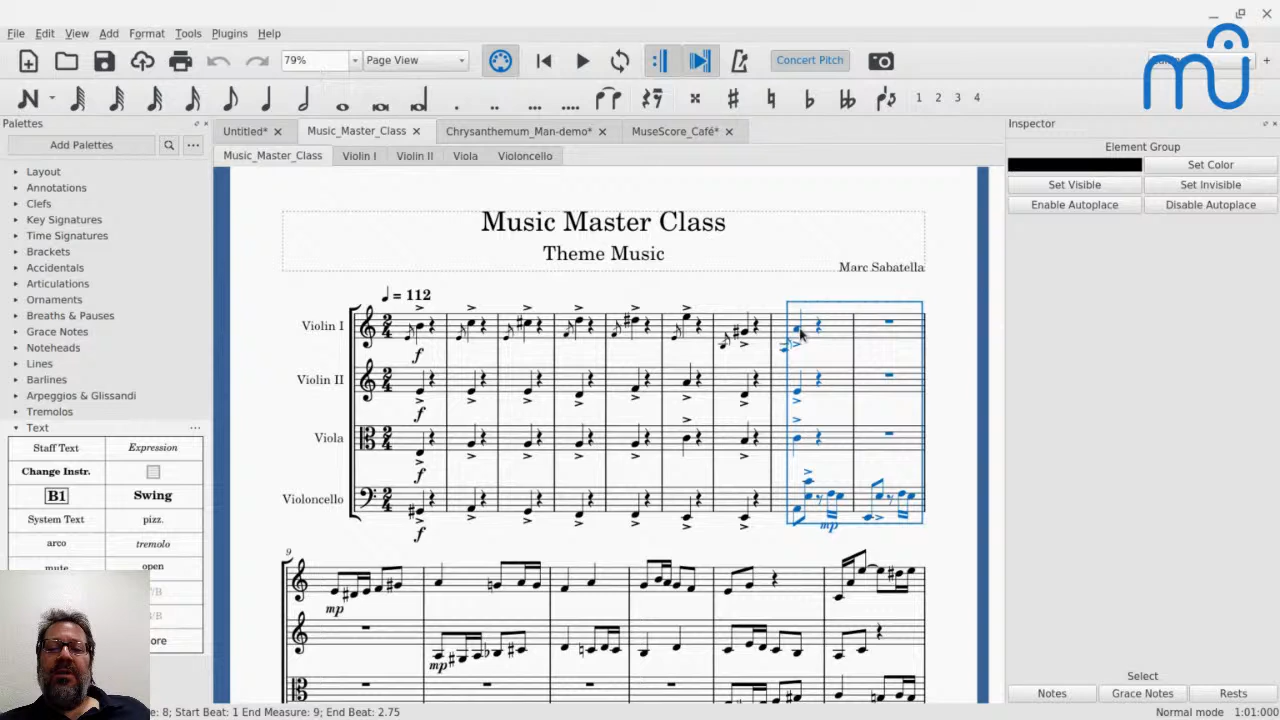 File Edit View Add Format Tools Plugins Help
79% Page View Concert Pitch
1 2 3 4
Palettes
Untitled* Music_Master_Class Chrysanthemum_Man-demo* MuseScore_Café*
Inspector
Add Palettes
Music_Master_Class Violin I Violin II Viola Violoncello
Element Group
Set Color
Set Visible Set Invisible
Enable Autoplace Disable Autoplace
Layout
Annotations
Clefs
Key Signatures
Time Signatures
Brackets
Accidentals
Articulations
Ornaments
Breaths & Pauses
Grace Notes
Noteheads
Lines
Barlines
Arpeggios & Glissandi
Tremolos
Text
Staff Text Expression
Change Instr.
B1 Swing
System Text pizz.
arco tremolo
mute open
Music Master Class
Theme Music
Marc Sabatella
= 112
Violin I
f
Violin II
f
Viola
f
Violoncello
f
mp
9
mp
mp
Select
Notes Grace Notes Rests
8; Start Beat: 1 End Measure: 9; End Beat: 2.75
Normal mode 1:01:000